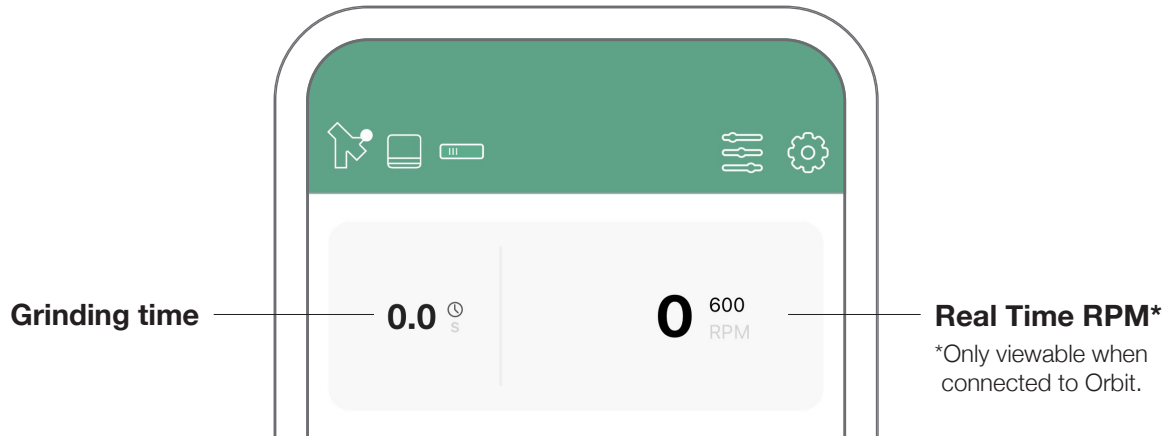 Grinding time
0.0 s
0 600 RPM
Real Time RPM*
*Only viewable when
connected to Orbit.